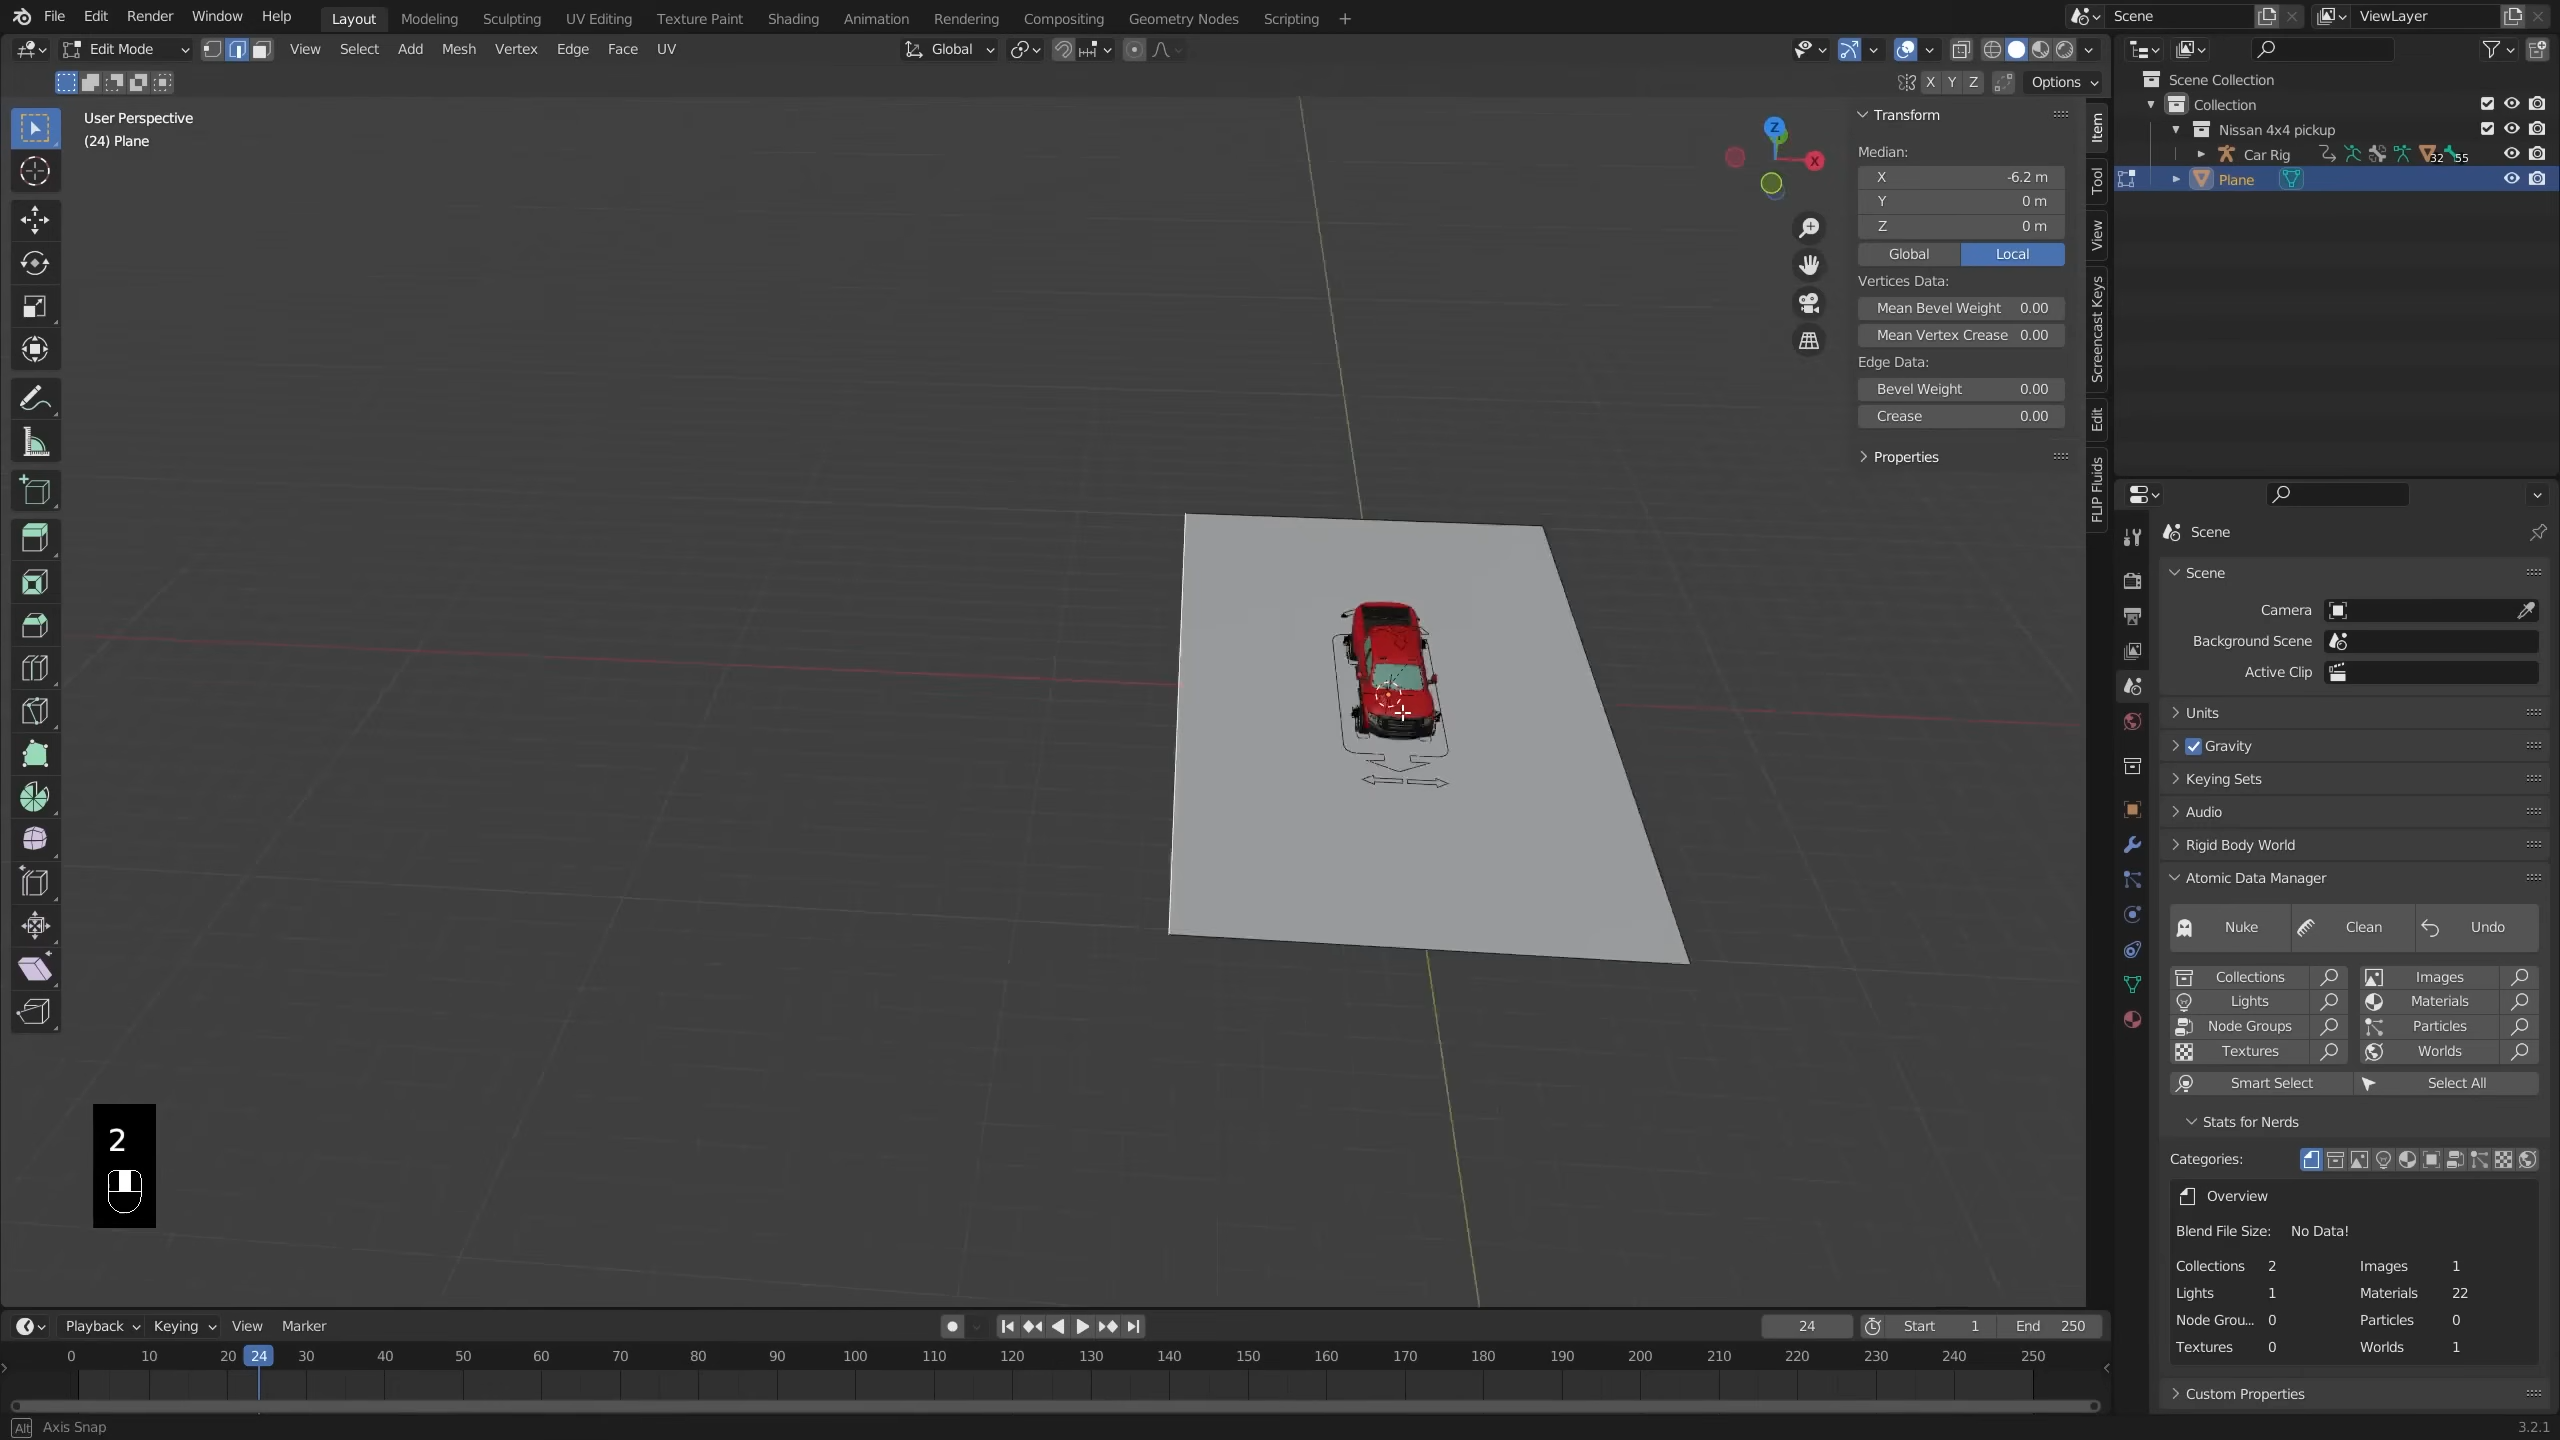 File Edit Render Window Help Layout Modeling Sculpting UV Editing Texture Paint Shading Animation Rendering Compositing Geometry Nodes Scripting + Scene ViewLayer
Edit Mode View Select Add Mesh Vertex Edge Face UV Global
X Y Z Options
User Perspective
(24) Plane
Z
X
Transform
Median:
X -6.2 m
Y 0 m
Z 0 m
Global Local
Vertices Data:
Mean Bevel Weight 0.00
Mean Vertex Crease 0.00
Edge Data:
Bevel Weight 0.00
Crease 0.00
Properties
Item
Tool
View
Screencast Keys
Edit
FLIP Fluids
Scene Collection
Collection
Nissan 4x4 pickup
Car Rig 32 55
Plane
Scene
Scene
Camera
Background Scene
Active Clip
Units
Gravity
Keying Sets
Audio
Rigid Body World
Atomic Data Manager
Nuke Clean Undo
Collections Images
Lights Materials
Node Groups Particles
Textures Worlds
Smart Select Select All
Stats for Nerds
Categories:
Overview
Blend File Size: No Data!
Collections 2 Images 1
Lights 1 Materials 22
Node Grou... 0 Particles 0
Textures 0 Worlds 1
Custom Properties
2
Playback Keying View Marker 24 Start 1 End 250
0 10 20 24 30 40 50 60 70 80 90 100 110 120 130 140 150 160 170 180 190 200 210 220 230 240 250
Alt Axis Snap 3.2.1